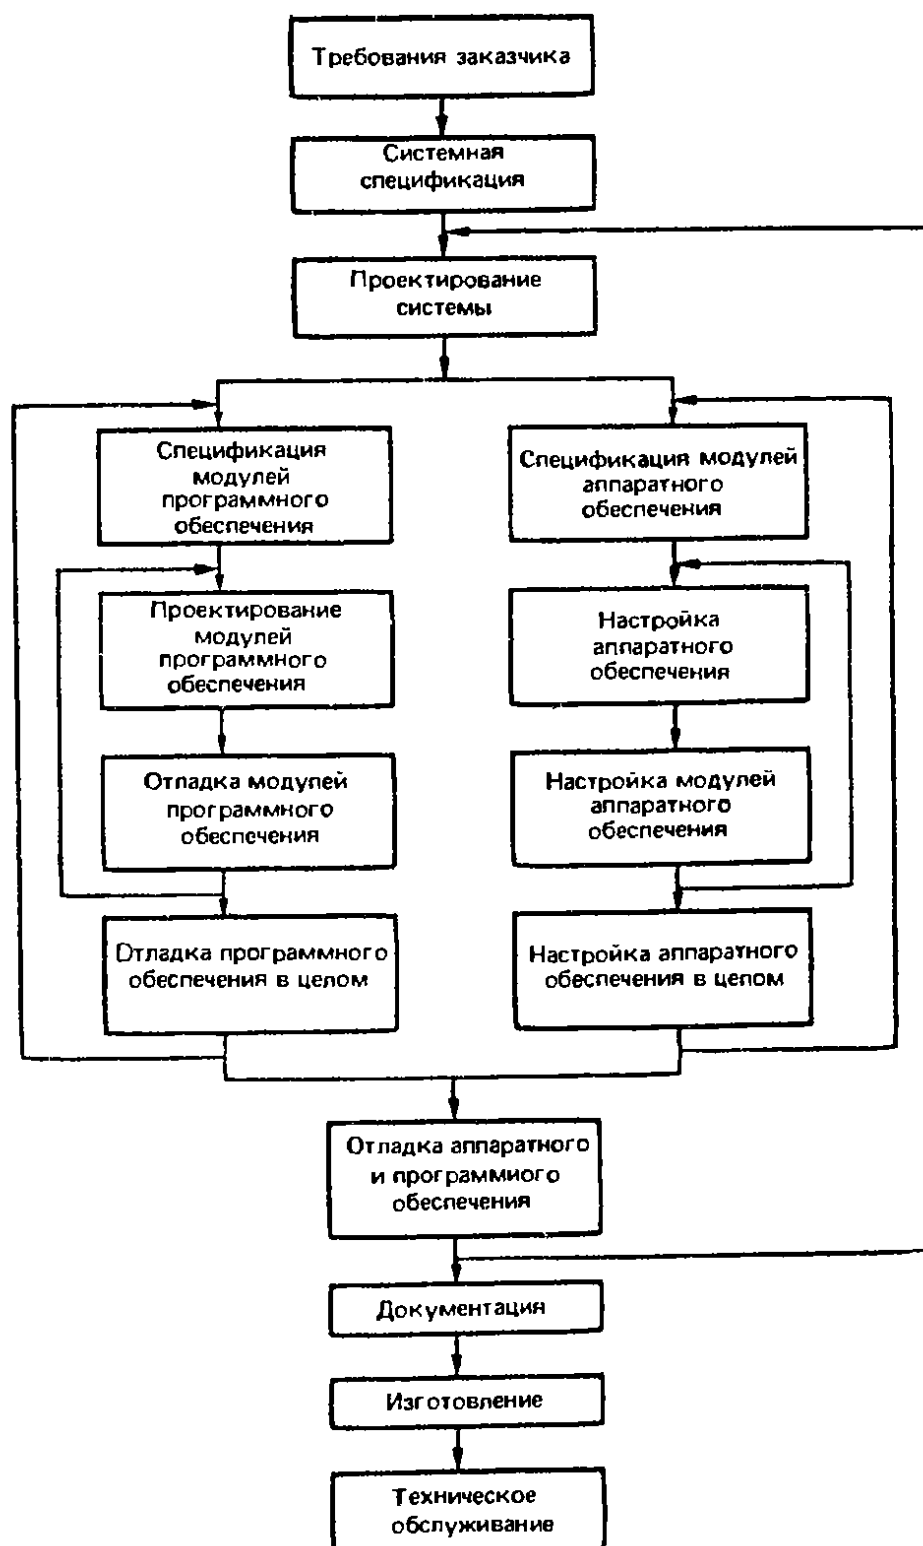 Требования заказчика
Системная
спецификация
Проектирование
системы
Спецификация
модулей
программного
обеспечения
Спецификация модулей
аппаратного
обеспечения
Проектирование
модулей
программного
обеспечения
Настройка
аппаратного
обеспечения
Отладка модулей
программного
обеспечения
Настройка модулей
аппаратного
обеспечения
Отладка программного
обеспечения в целом
Настройка аппаратного
обеспечения в целом
Отладка аппаратного
и программного
обеспечения
Документация
Изготовление
Техническое
обслуживание